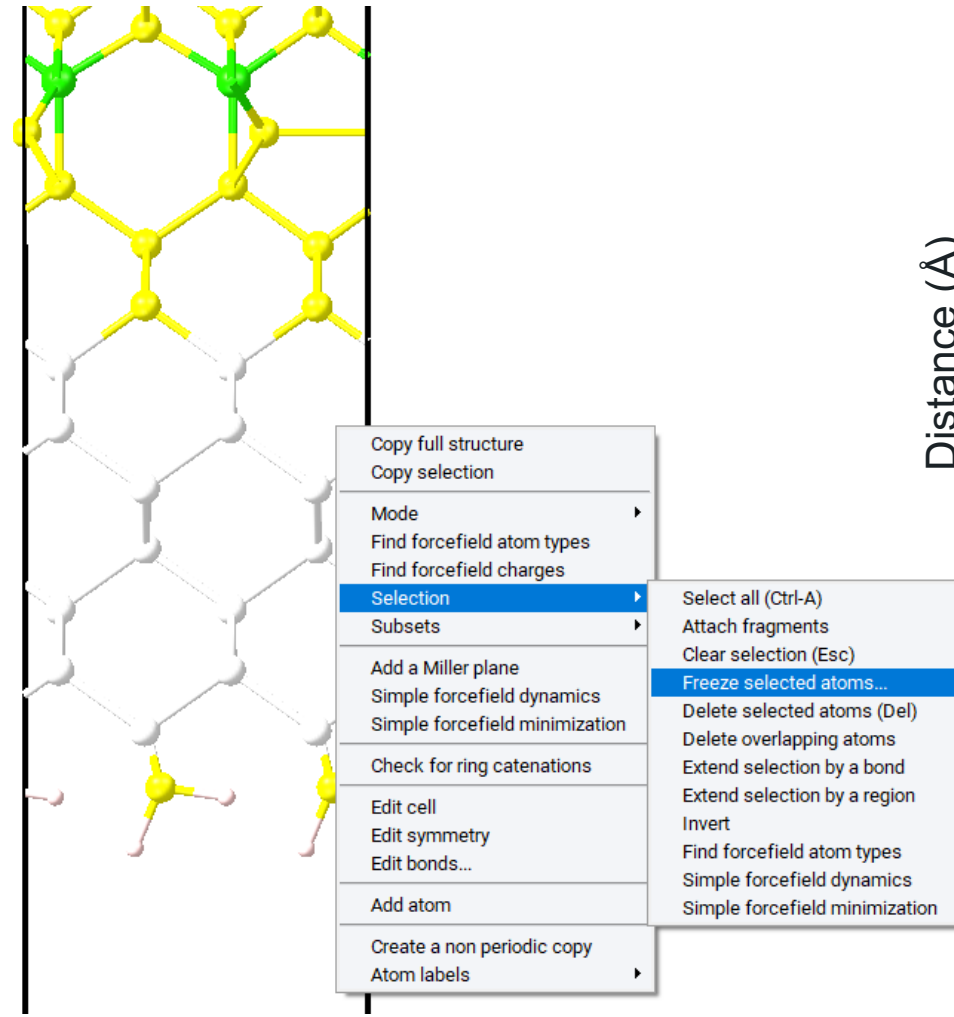 Distance (Å)
Copy full structure
Copy selection
Mode
Find forcefield atom types
Find forcefield charges
Selection
Subsets
Add a Miller plane
Simple forcefield dynamics
Simple forcefield minimization
Check for ring catenations
Edit cell
Edit symmetry
Edit bonds...
Add atom
Create a non periodic copy
Atom labels
Select all (Ctrl-A)
Attach fragments
Clear selection (Esc)
Freeze selected atoms...
Delete selected atoms (Del)
Delete overlapping atoms
Extend selection by a bond
Extend selection by a region
Invert
Find forcefield atom types
Simple forcefield dynamics
Simple forcefield minimization